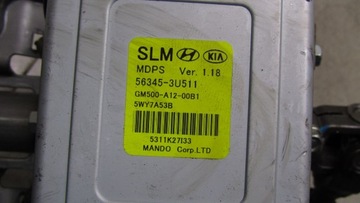 SLM KIA
MDPS Ver. 1.18
56345-3U511
GM500-A12-00B1
5WY7A53B
5311K27I33
MANDO Corp.LTD